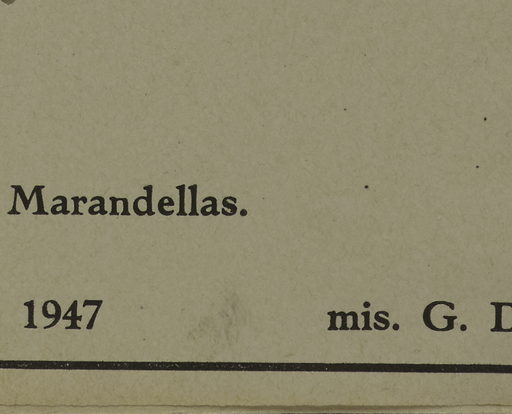 Marandellas.
1947 mis. G. D